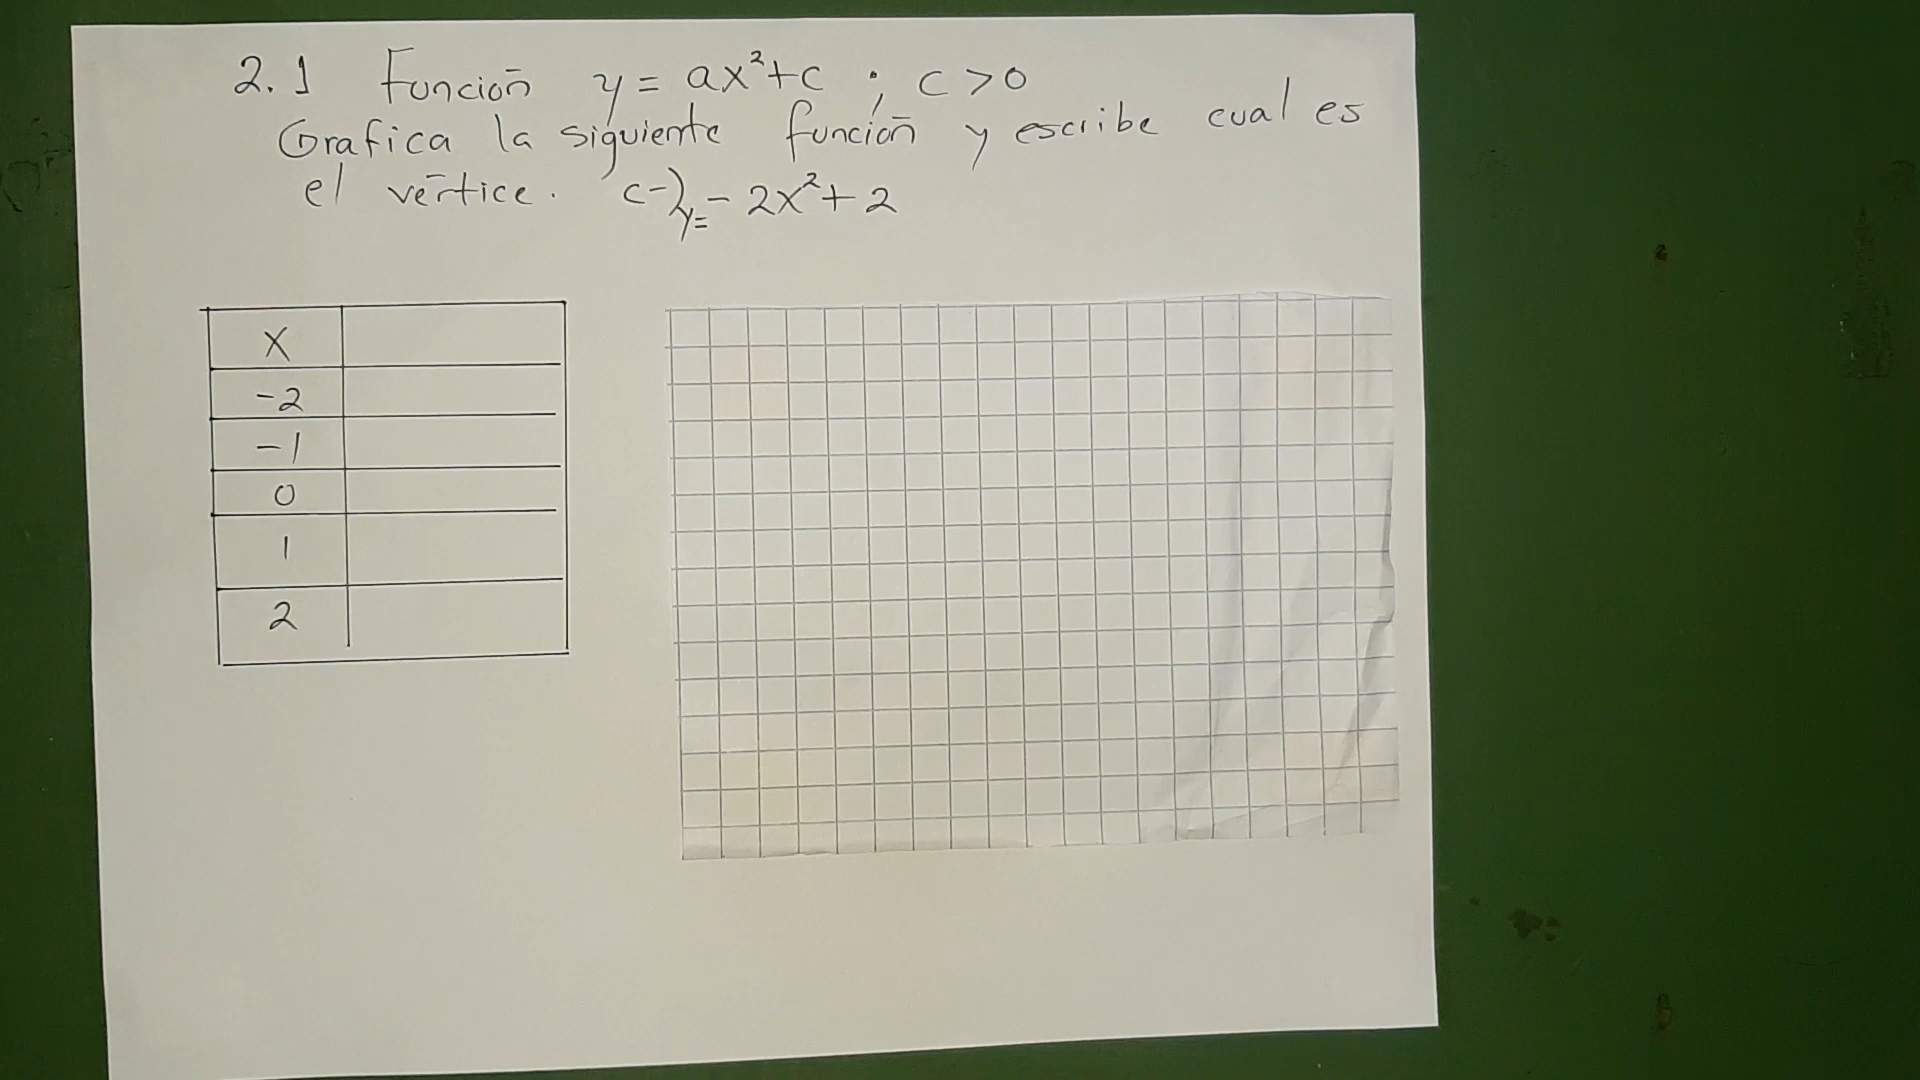 2.1 Función y = ax²+c ; c > 0
Grafica la siguiente función y escribe cual es
el vértice. c-) y= - 2x² + 2
x
-2
-1
0
1
2